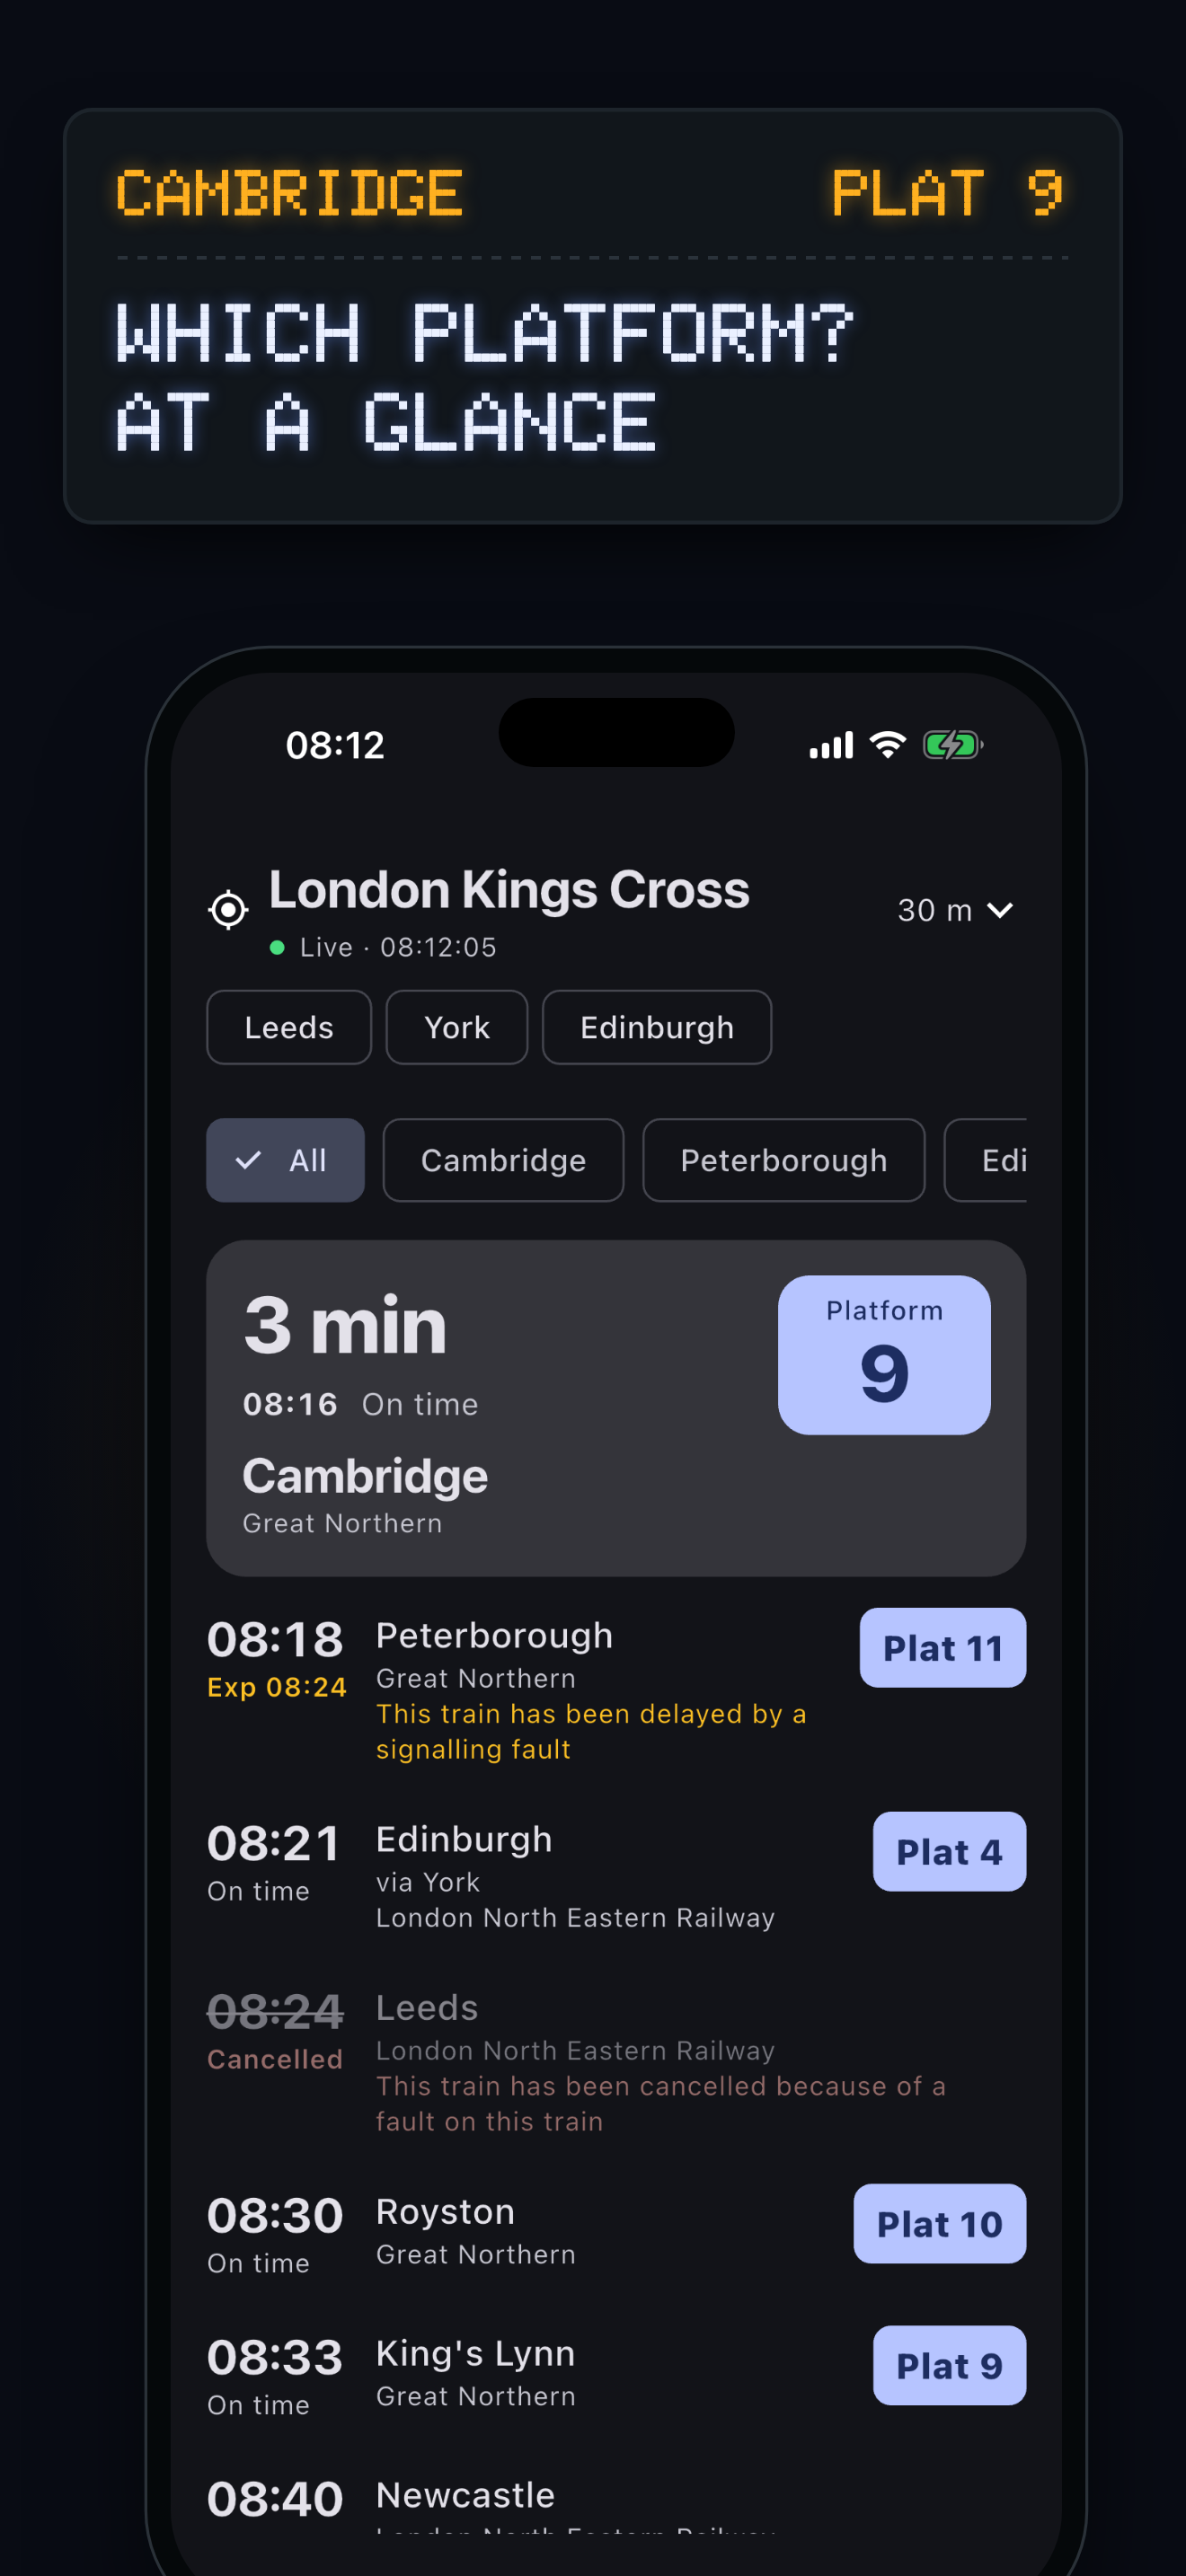 CAMBRIDGE PLAT 9
WHICH PLATFORM?
AT A GLANCE
08:12
London Kings Cross
30 m
Live · 08:12:05
Leeds York Edinburgh
All Cambridge Peterborough Edi
3 min
Platform
9
08:16 On time
Cambridge
Great Northern
08:18 Peterborough Plat 11
Exp 08:24 Great Northern
This train has been delayed by a
signalling fault
08:21 Edinburgh Plat 4
On time via York
London North Eastern Railway
08:24 Leeds
Cancelled London North Eastern Railway
This train has been cancelled because of a
fault on this train
08:30 Royston Plat 10
On time Great Northern
08:33 King's Lynn Plat 9
On time Great Northern
08:40 Newcastle